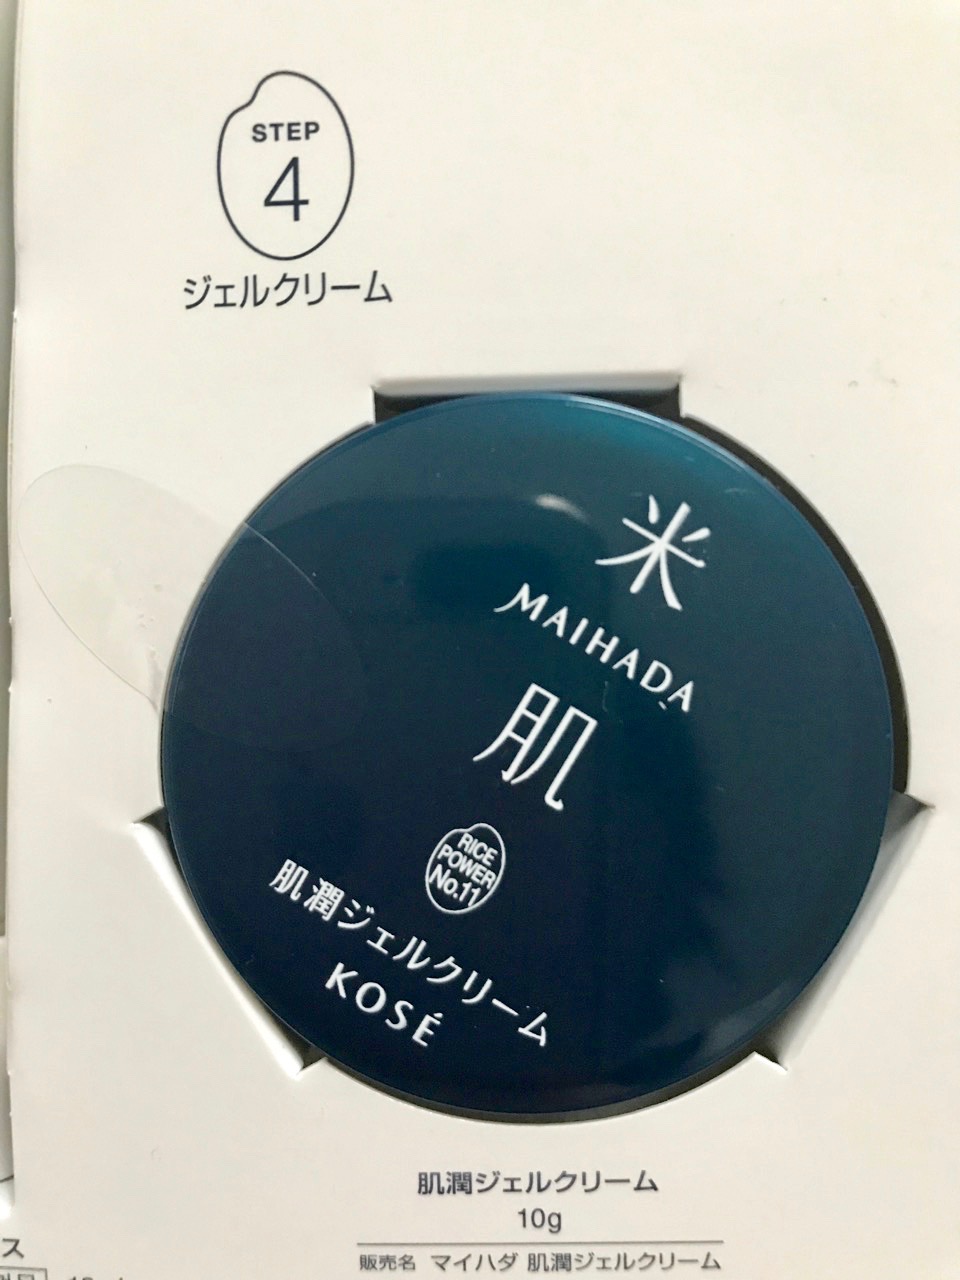 STEP
4
ジェルクリーム
米
MAIHADA
肌
RICE
POWER
No.11
肌潤ジェルクリーム
KOSÉ
肌潤ジェルクリーム
10g
販売名 マイハダ 肌潤ジェルクリーム
ス